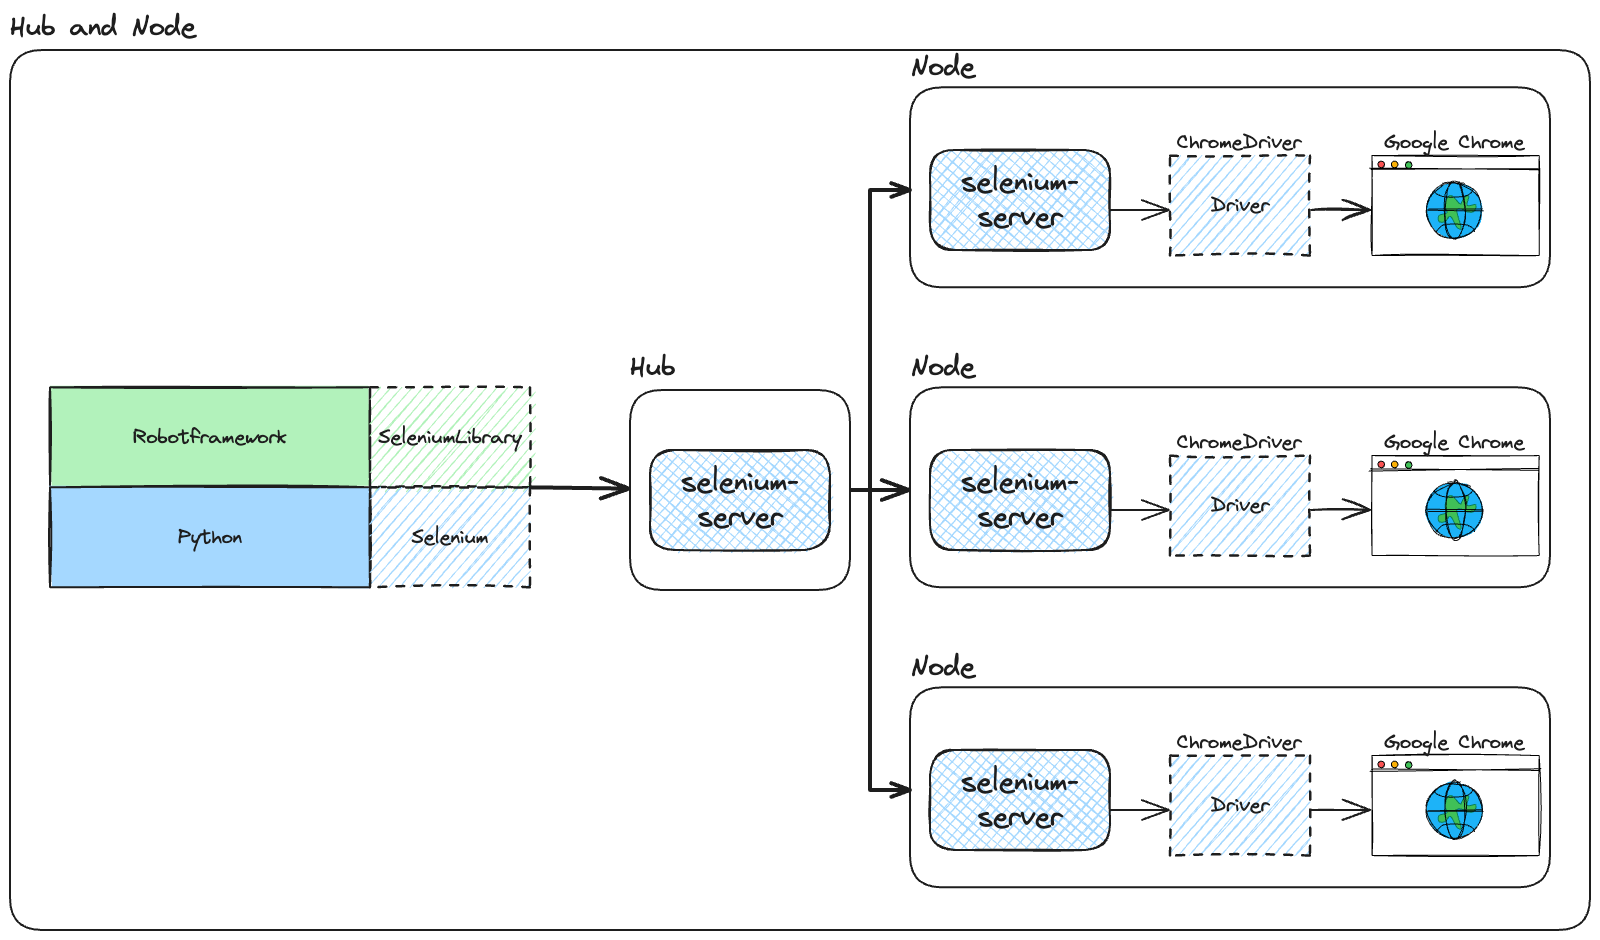 Hub and Node
Node
ChromeDriver
Google Chrome
selenium-
server
Driver
Hub
Node
Robotframework
SeleniumLibrary
Python
Selenium
selenium-
server
ChromeDriver
Google Chrome
selenium-
server
Driver
Node
ChromeDriver
Google Chrome
selenium-
server
Driver